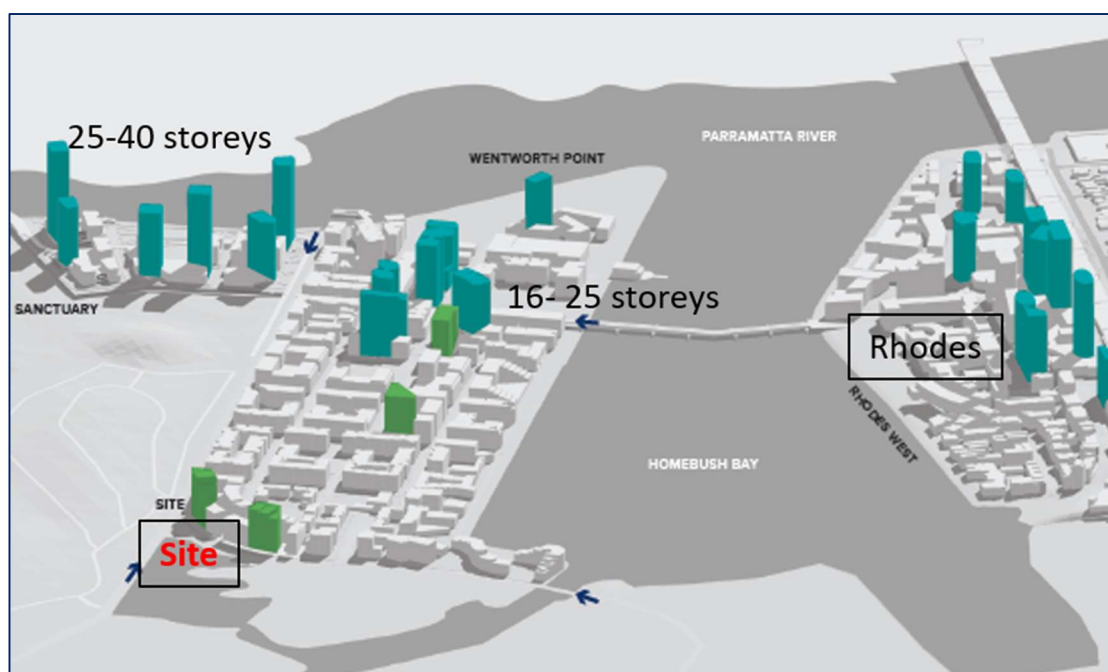 25-40 storeys
PARRAMATTA RIVER
WENTWORTH POINT
16- 25 storeys
SANCTUARY
Rhodes
RHODES WEST
HOMEBUSH BAY
SITE
Site